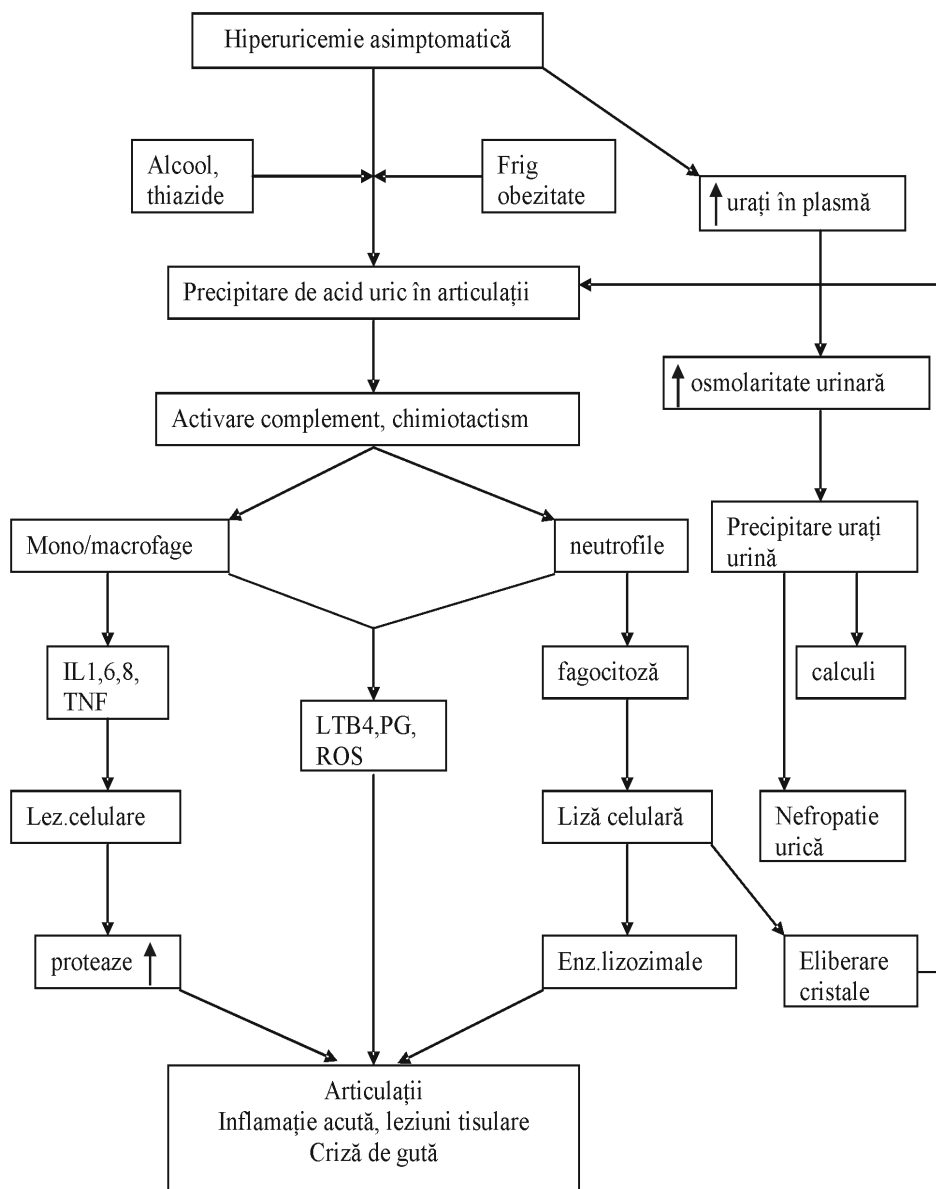 Hiperuricemie asimptomatică
Alcool,
thiazide
Frig
obezitate
urați în plasmă
Precipitare de acid uric în articulații
osmolaritate urinară
Activare complement, chimiotactism
Mono/macrofage
neutrofile
Precipitare urați
urină
IL1,6,8,
TNF
LTB4,PG,
ROS
fagocitoză
calculi
Lez.celulare
Liză celulară
Nefropatie
urică
proteaze
Enz.lizozimale
Eliberare
cristale
Articulații
Inflamație acută, leziuni tisulare
Criză de gută